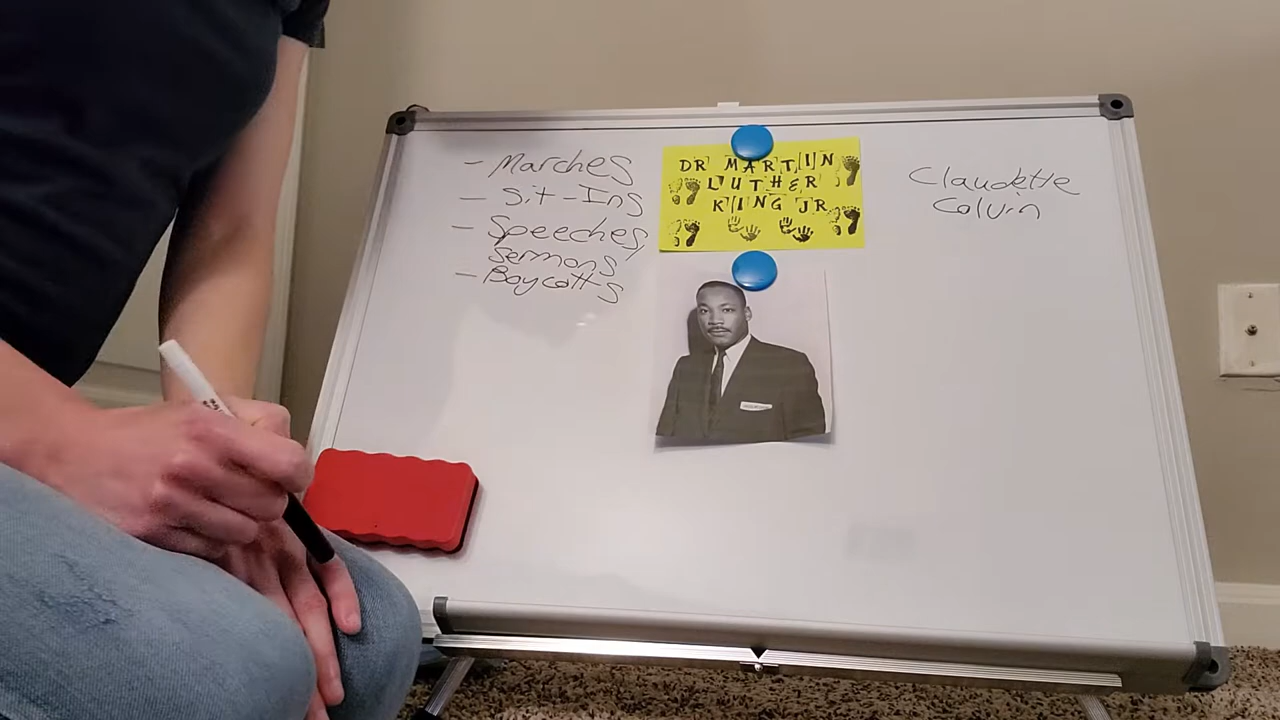 - Marches
- Sit-Ins
- Speeches,
Sermons
- Boycotts
DR MARTIN
LUTHER
KING JR
Claudette
Colvin